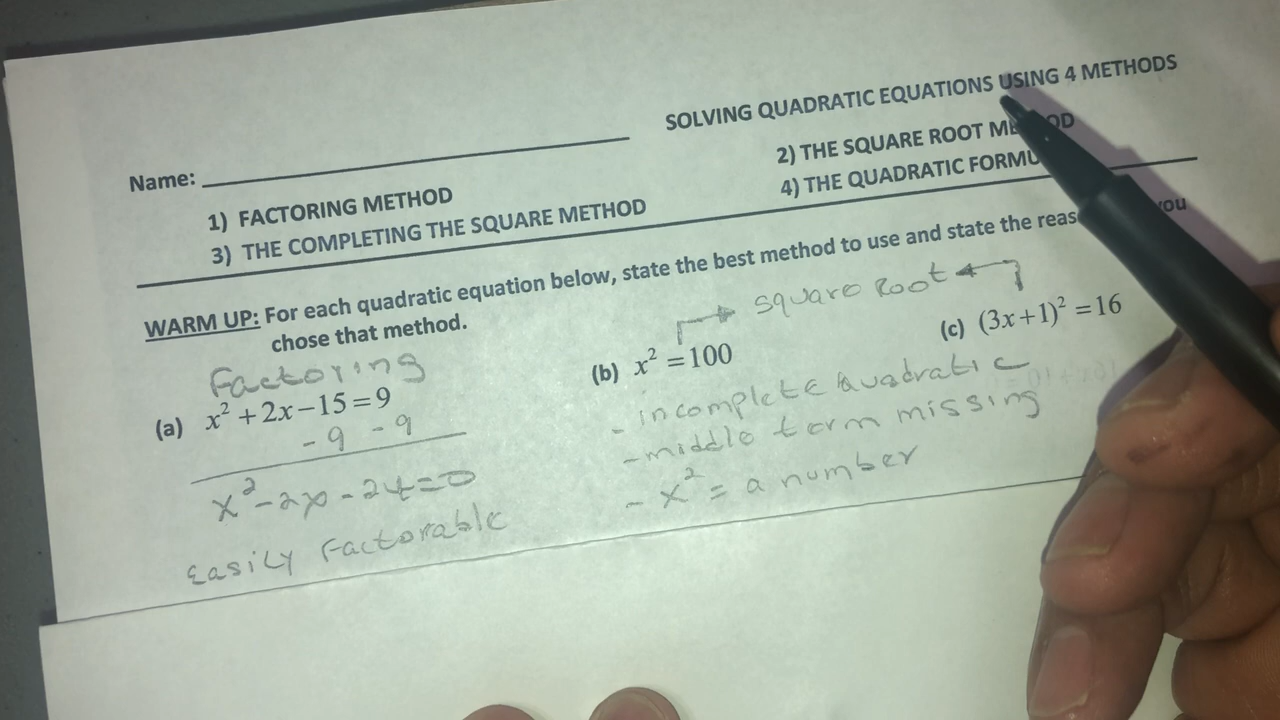 SOLVING QUADRATIC EQUATIONS USING 4 METHODS
Name:
1) FACTORING METHOD
2) THE SQUARE ROOT
3) THE COMPLETING THE SQUARE METHOD
4) THE QUADRATIC
WARM UP: For each quadratic equation below, state the best method to use and state the you
chose that method.
Square Root
Factoring
(a) x² + 2x − 15 = 9
- 9 - 9
x² - 2x - 24 = 0
Easily Factorable
(b) x² = 100
(c) (3x + 1)² = 16
- incomplete Quadratic
- middle term missing
- x² = a number